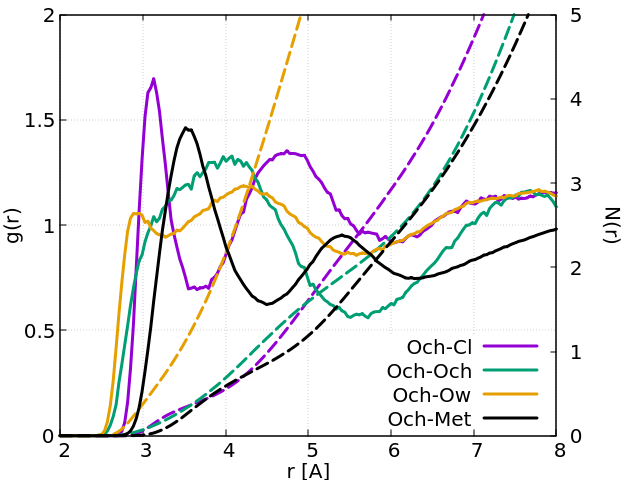 2
1.5
1
0.5
0
g(r)
5
4
3
2
1
0
N(r)
Och-Cl
Och-Och
Och-Ow
Och-Met
2 3 4 5 6 7 8
r [A]